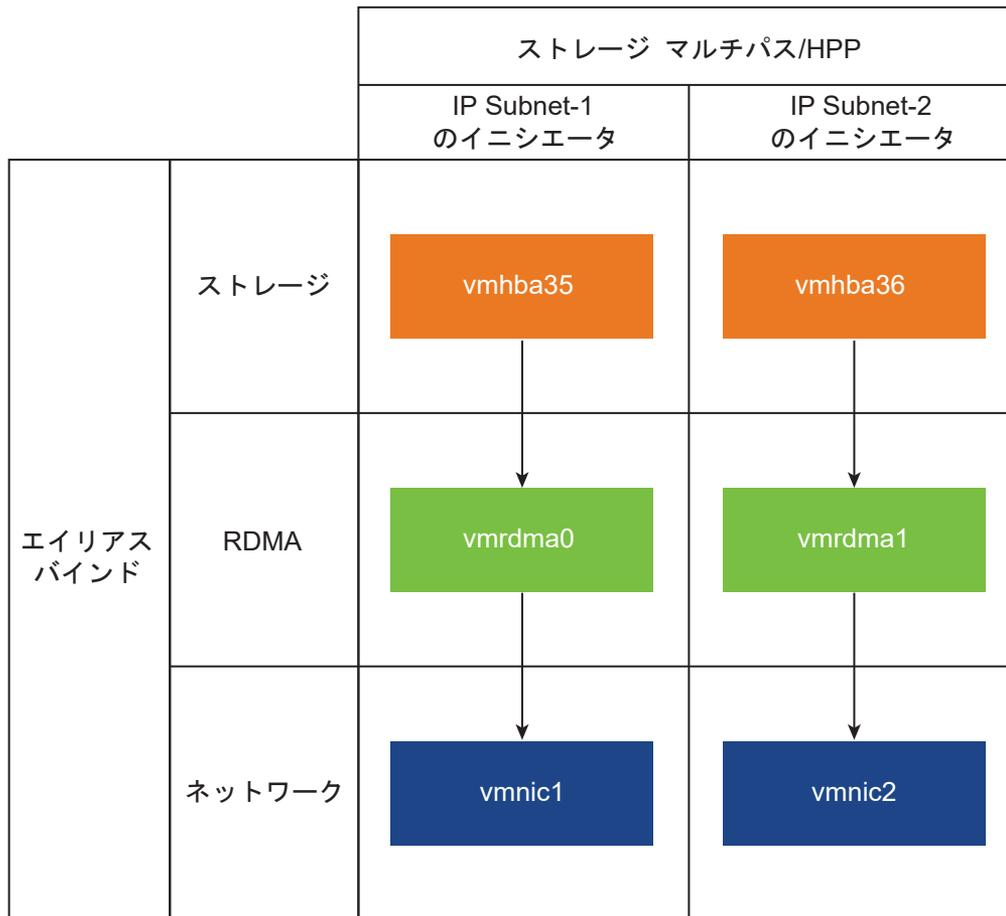 ストレージ マルチパス/HPP
IP Subnet-1
のイニシエータ
IP Subnet-2
のイニシエータ
ストレージ
vmhba35
vmhba36
エイリアス
バインド
RDMA
vmrdma0
vmrdma1
ネットワーク
vmnic1
vmnic2